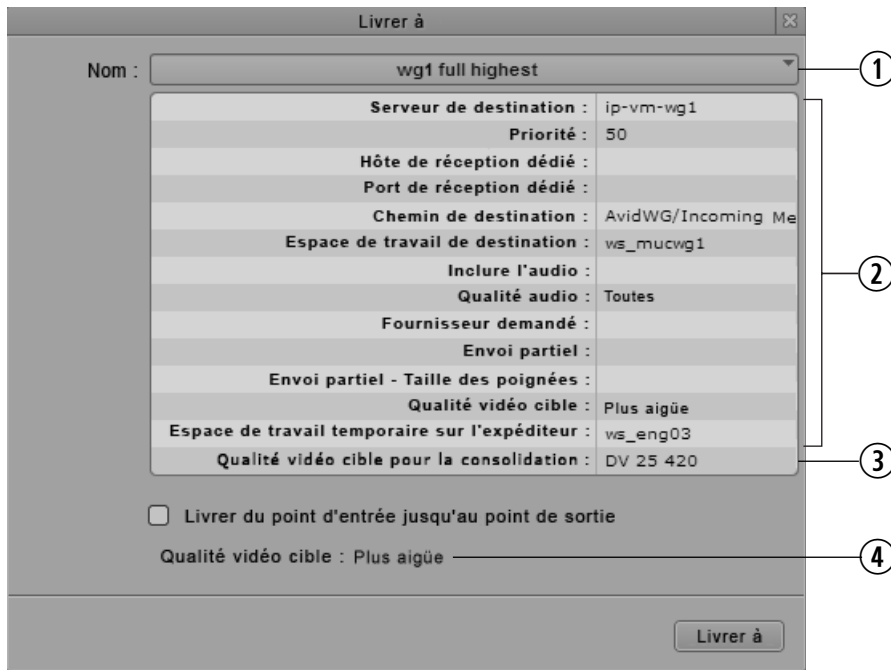 Livrer à
Nom : wg1 full highest ①
Serveur de destination : ip-vm-wg1
Priorité : 50
Hôte de réception dédié :
Port de réception dédié :
Chemin de destination : AvidWG/Incoming Me
Espace de travail de destination : ws_mucwg1
Inclure l'audio : ②
Qualité audio : Toutes
Fournisseur demandé :
Envoi partiel :
Envoi partiel - Taille des poignées :
Qualité vidéo cible : Plus aigüe
Espace de travail temporaire sur l'expéditeur : ws_eng03
Qualité vidéo cible pour la consolidation : DV 25 420 ③
Livrer du point d'entrée jusqu'au point de sortie
Qualité vidéo cible : Plus aigüe ④
Livrer à